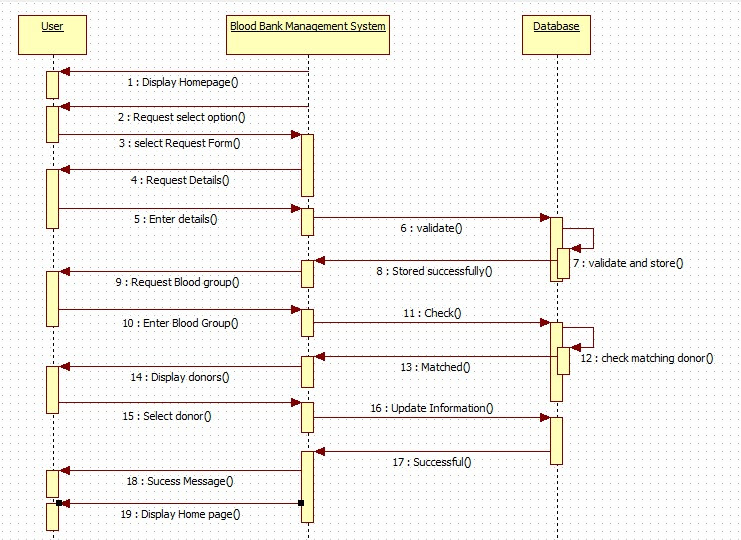 User
Blood Bank Management System
Database
1 : Display Homepage()
2 : Request select option()
3 : select Request Form()
4 : Request Details()
5 : Enter details()
6 : validate()
7 : validate and store()
8 : Stored successfully()
9 : Request Blood group()
10 : Enter Blood Group()
11 : Check()
12 : check matching donor()
13 : Matched()
14 : Display donors()
15 : Select donor()
16 : Update Information()
17 : Successful()
18 : Sucess Message()
19 : Display Home page()